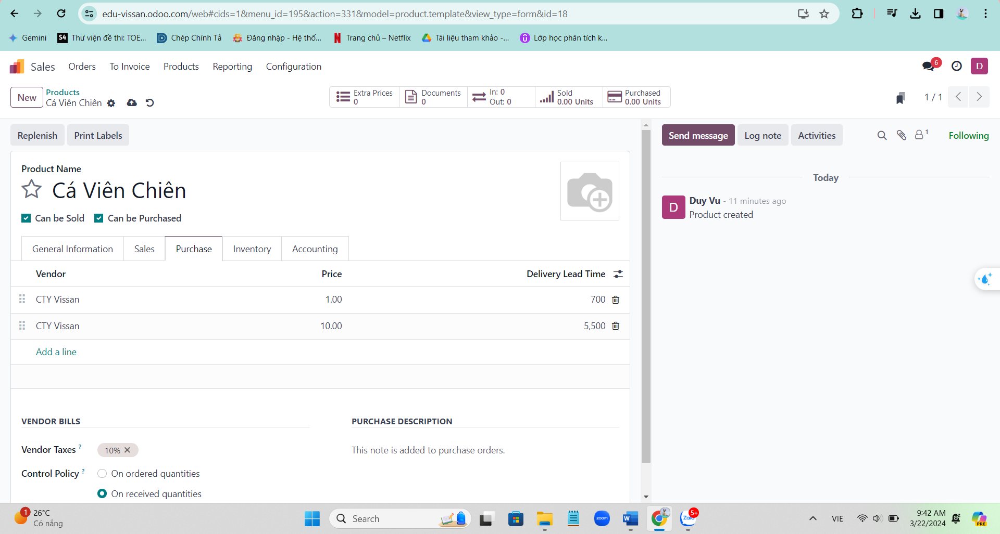 edu-vissan.odoo.com/web#cids=1&menu_id=195&action=331&model=product.template&view_type=form&id=18
Gemini
S4 Thư viện đề thi: TOE...
Chép Chính Tả
Đăng nhập - Hệ thố...
Trang chủ – Netflix
Tài liệu tham khảo -...
Lớp học phân tích k...
Sales Orders To Invoice Products Reporting Configuration
6
D
New
Products
Cá Viên Chiên
Extra Prices
0
Documents
0
In: 0
Out: 0
Sold
0.00 Units
Purchased
0.00 Units
1 / 1
Replenish Print Labels
Send message Log note Activities
1
Following
Product Name
Cá Viên Chiên
Can be Sold Can be Purchased
Today
D
Duy Vu - 11 minutes ago
Product created
General Information Sales Purchase Inventory Accounting
Vendor Price Delivery Lead Time
CTY Vissan 1.00 700
CTY Vissan 10.00 5,500
Add a line
VENDOR BILLS
PURCHASE DESCRIPTION
Vendor Taxes ? 10%
This note is added to purchase orders.
Control Policy ? On ordered quantities
On received quantities
1
26°C
Có nắng
Search
zoom
W
Zalo
5+
VIE
9:42 AM
3/22/2024
PRE